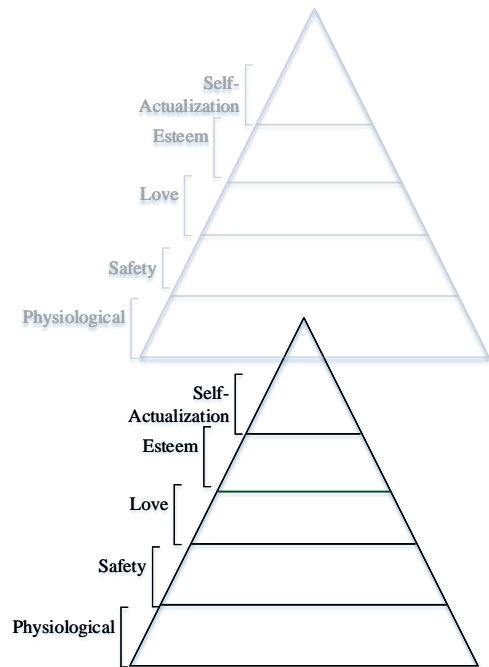 Self-
Actualization
Esteem
Love
Safety
Physiological
Self-
Actualization
Esteem
Love
Safety
Physiological